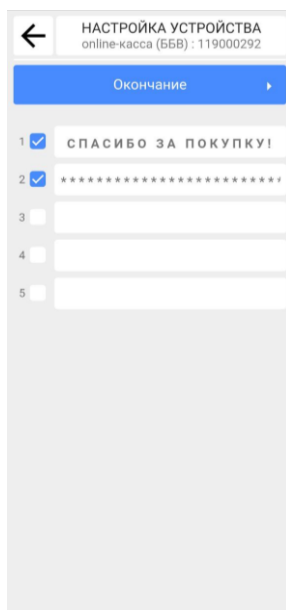 НАСТРОЙКА УСТРОЙСТВА
online-касса (ББВ) : 119000292
Окончание
1 СПАСИБО ЗА ПОКУПКУ!
2 *************************
3
4
5